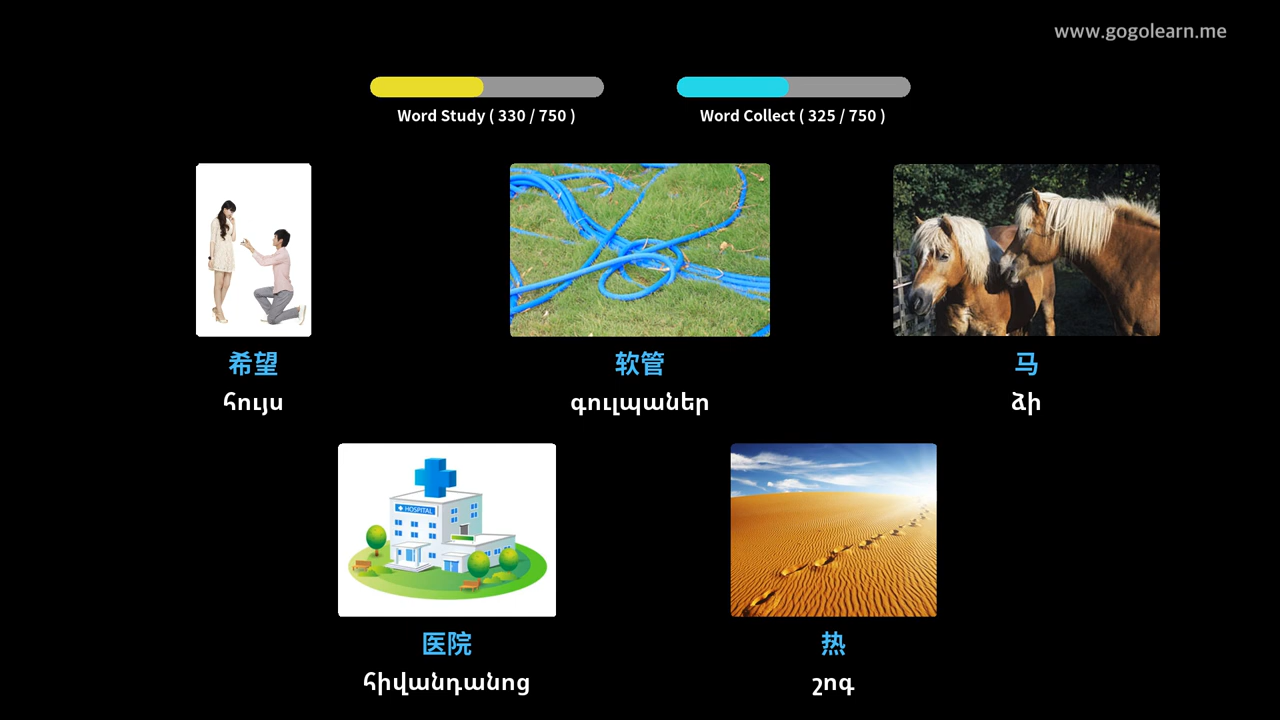 www.gogolearn.me
Word Study ( 330 / 750 )
Word Collect ( 325 / 750 )
希望
հույս
软管
գուլպաներ
马
ձի
HOSPITAL
医院
հիվանդանոց
热
շոգ